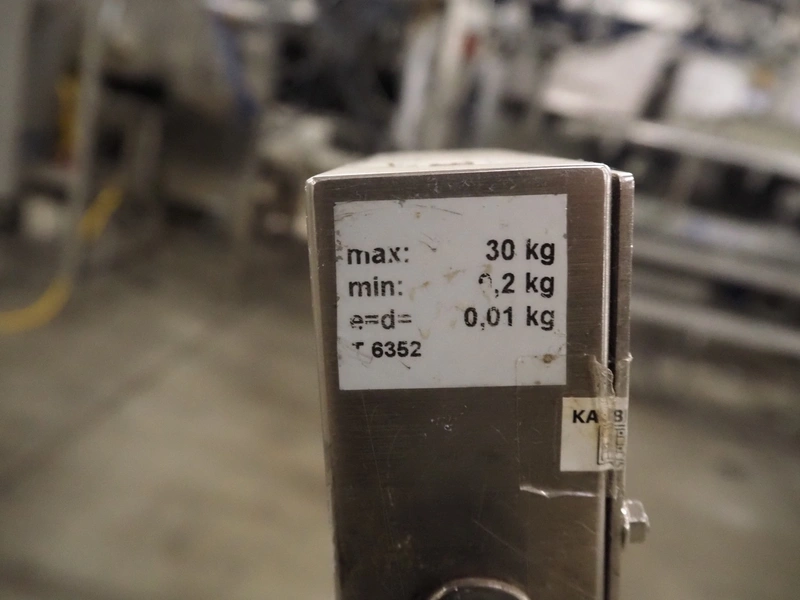 max: 30 kg
min: 0,2 kg
e=d= 0,01 kg
T 6352